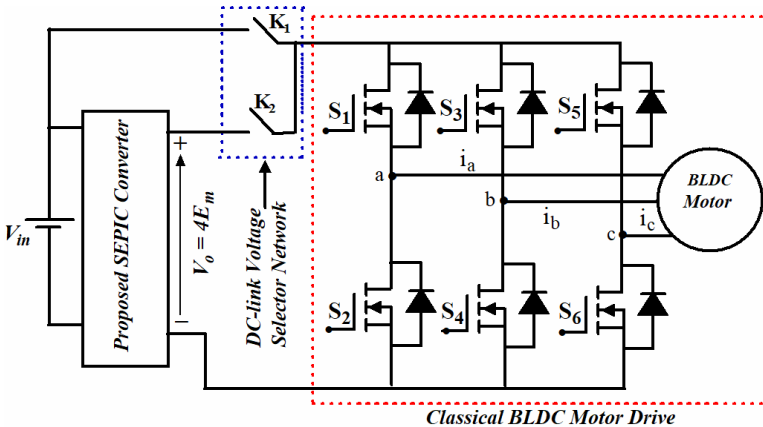 K1
K2
S1
S3
S5
ia
a
BLDC
Motor
b
ib
ic
c
Vin
Proposed SEPIC Converter
+
Vo = 4Em
−
DC-link Voltage
Selector Network
S2
S4
S6
Classical BLDC Motor Drive